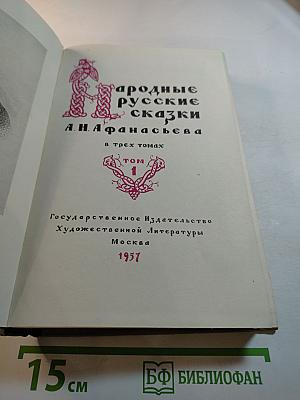 Народные
русские
сказки
А.Н.Афанасьева
в трех томах
том
1
Государственное Издательство
Художественной Литературы
Москва
1957
15 см
БФ БИБЛИОФАН